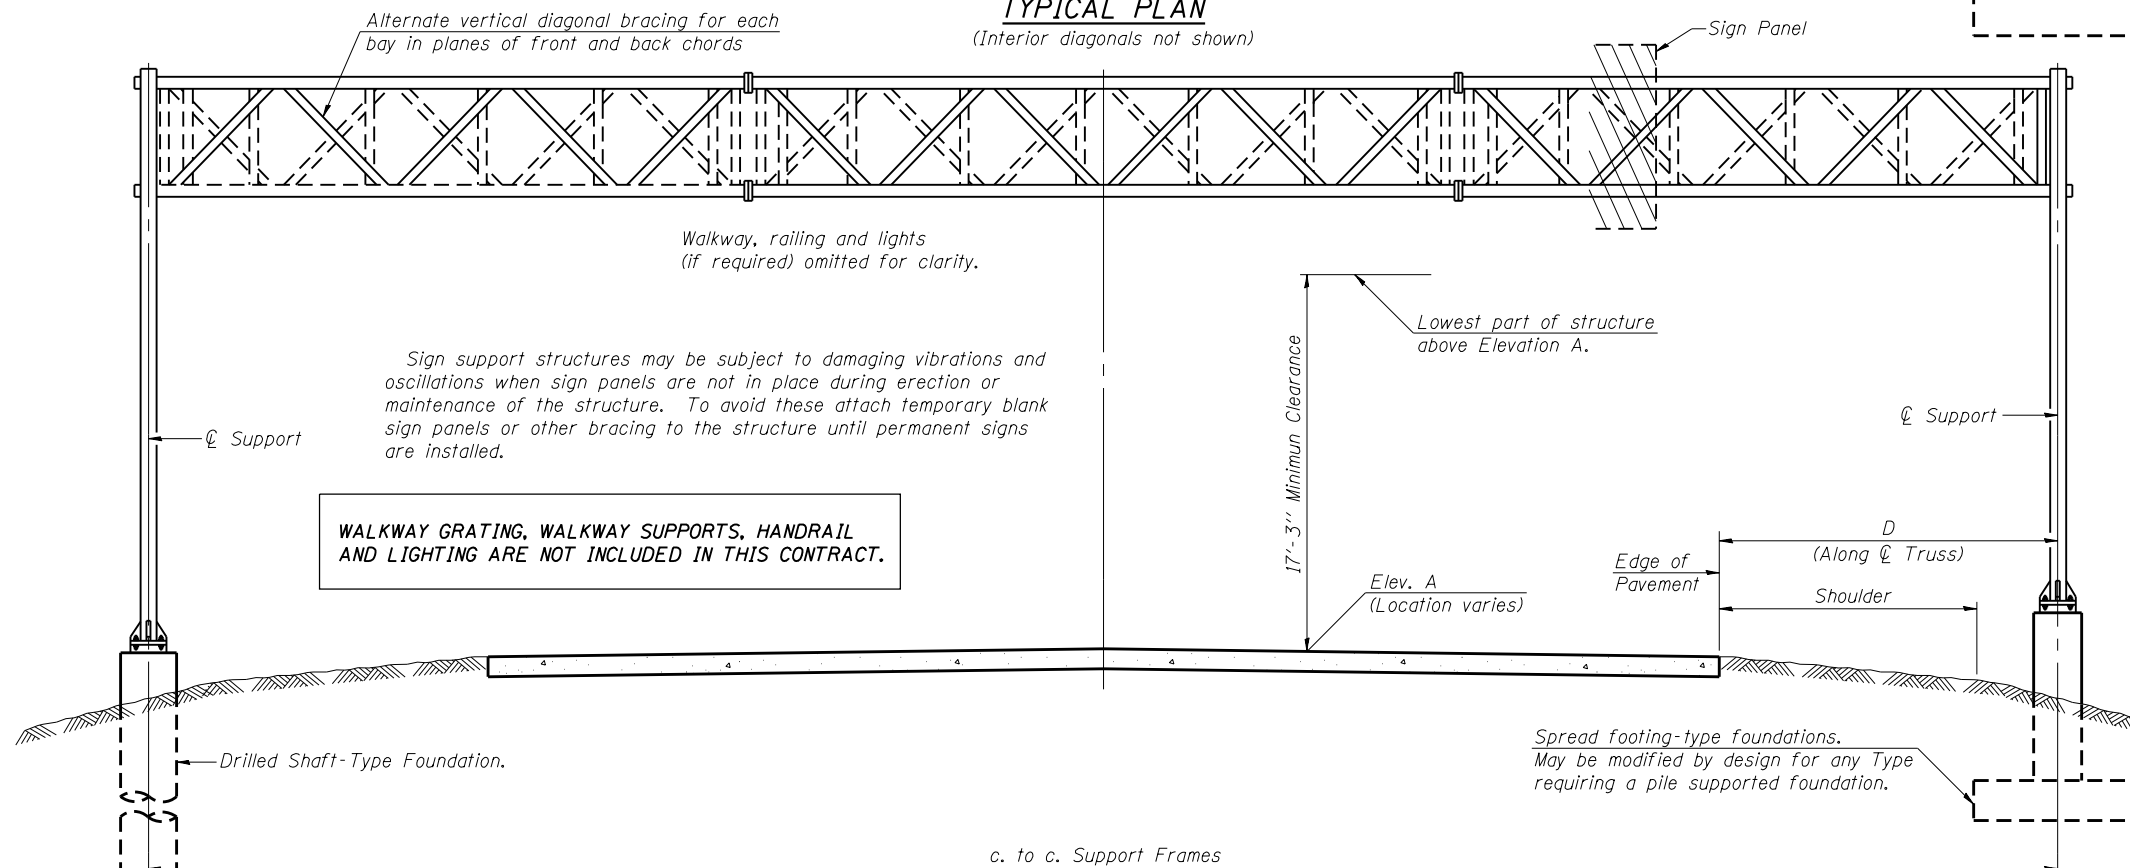 TYPICAL PLAN
(Interior diagonals not shown)
Alternate vertical diagonal bracing for each
bay in planes of front and back chords
Sign Panel
Walkway, railing and lights
(if required) omitted for clarity.
Lowest part of structure
above Elevation A.
Sign support structures may be subject to damaging vibrations and
oscillations when sign panels are not in place during erection or
maintenance of the structure. To avoid these attach temporary blank
sign panels or other bracing to the structure until permanent signs
are installed.
17'-3" Minimun Clearance
℄ Support
℄ Support
WALKWAY GRATING, WALKWAY SUPPORTS, HANDRAIL
AND LIGHTING ARE NOT INCLUDED IN THIS CONTRACT.
D
(Along ℄ Truss)
Edge of
Pavement
Elev. A
(Location varies)
Shoulder
Drilled Shaft-Type Foundation.
Spread footing-type foundations.
May be modified by design for any Type
requiring a pile supported foundation.
c. to c. Support Frames